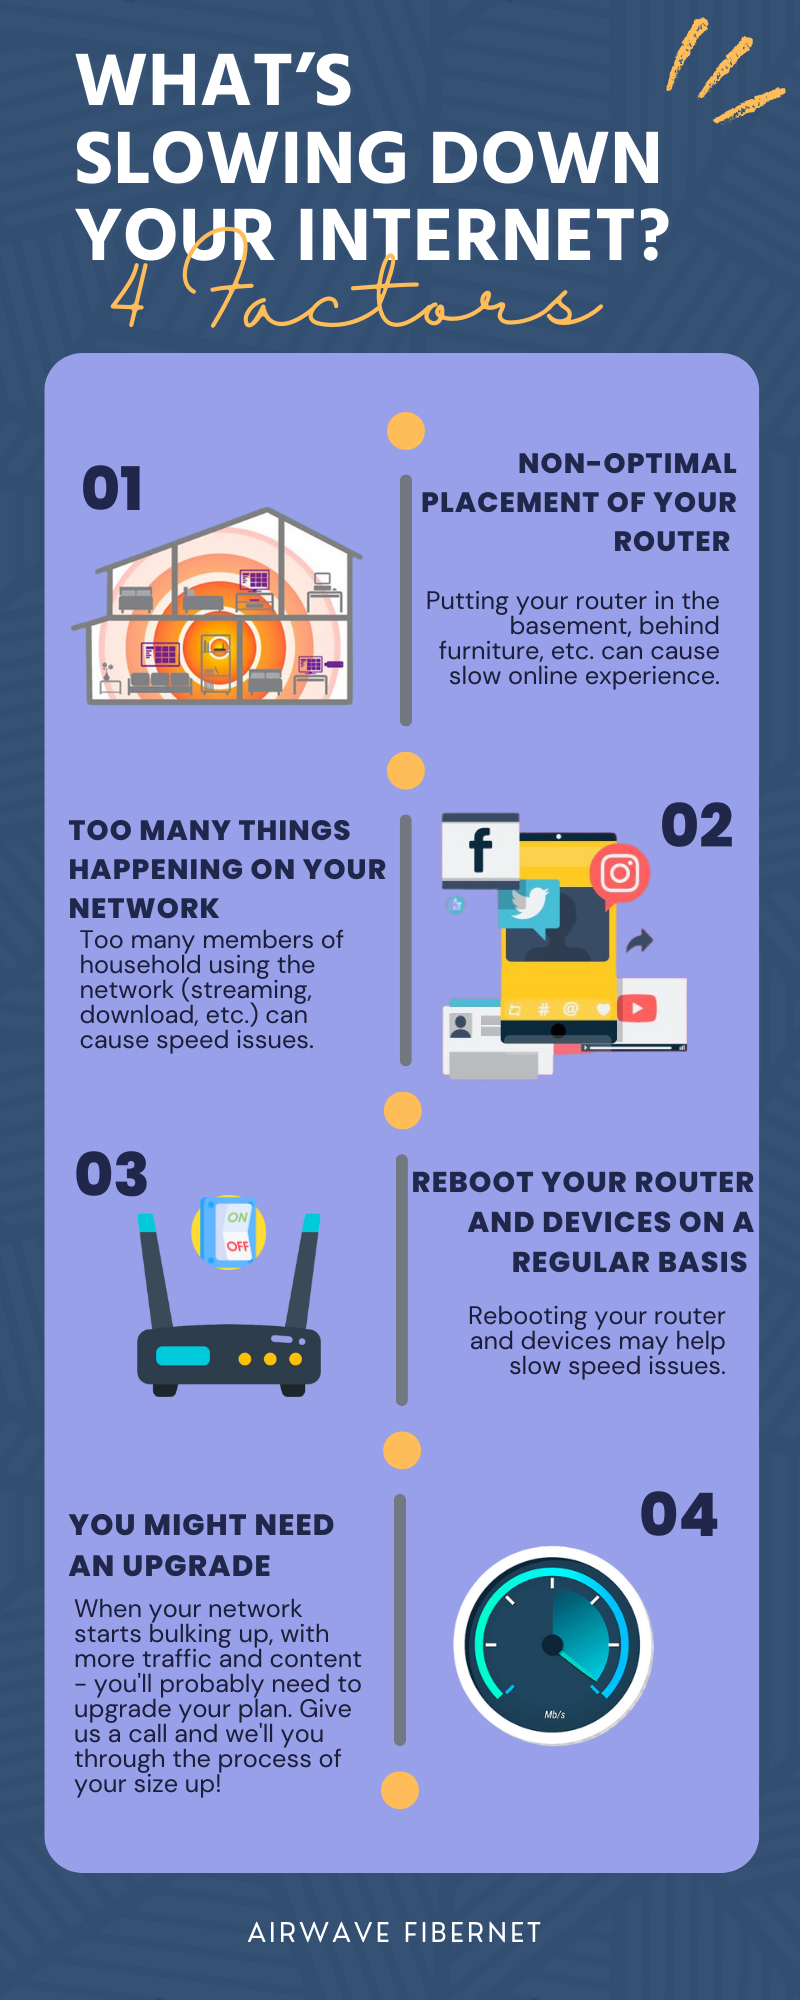 WHAT'S
SLOWING DOWN
YOUR INTERNET?
4 Factors
01
NON-OPTIMAL
PLACEMENT OF YOUR
ROUTER
Putting your router in the
basement, behind
furniture, etc. can cause
slow online experience.
TOO MANY THINGS
HAPPENING ON YOUR
NETWORK
Too many members of
household using the
network (streaming,
download, etc.) can
cause speed issues.
02
f
# @
03
ON
OFF
REBOOT YOUR ROUTER
AND DEVICES ON A
REGULAR BASIS
Rebooting your router
and devices may help
slow speed issues.
YOU MIGHT NEED
AN UPGRADE
When your network
starts bulking up, with
more traffic and content
- you'll probably need to
upgrade your plan. Give
us a call and we'll you
through the process of
your size up!
04
Mb/s
AIRWAVE FIBERNET